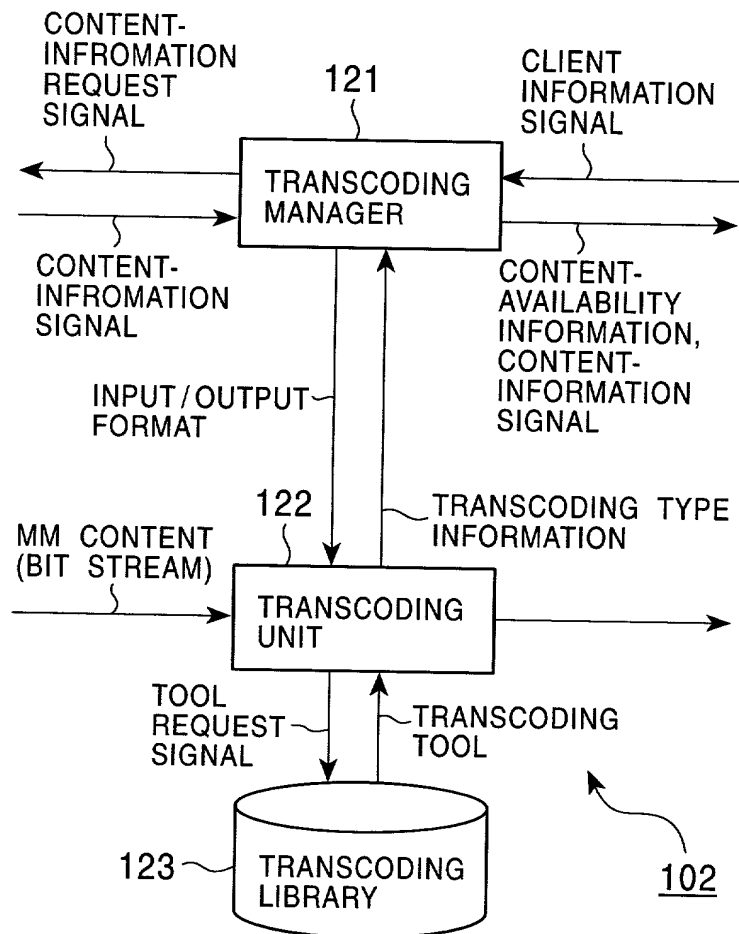 CONTENT-
INFROMATION
REQUEST
SIGNAL
121
CLIENT
INFORMATION
SIGNAL
TRANSCODING
MANAGER
CONTENT-
INFROMATION
SIGNAL
CONTENT-
AVAILABILITY
INFORMATION,
CONTENT-
INFORMATION
SIGNAL
INPUT/OUTPUT
FORMAT
122
TRANSCODING TYPE
INFORMATION
MM CONTENT
(BIT STREAM)
TRANSCODING
UNIT
TOOL
REQUEST
SIGNAL
TRANSCODING
TOOL
123
TRANSCODING
LIBRARY
102